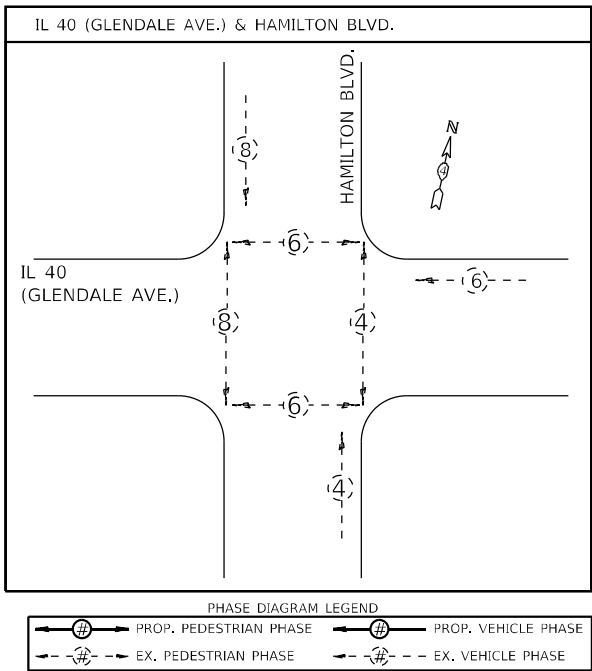 IL 40 (GLENDALE AVE.) & HAMILTON BLVD.
HAMILTON BLVD.
8
N
4
6
IL 40
(GLENDALE AVE.)
6
8
4
6
4
PHASE DIAGRAM LEGEND
# PROP. PEDESTRIAN PHASE # PROP. VEHICLE PHASE
# EX. PEDESTRIAN PHASE # EX. VEHICLE PHASE